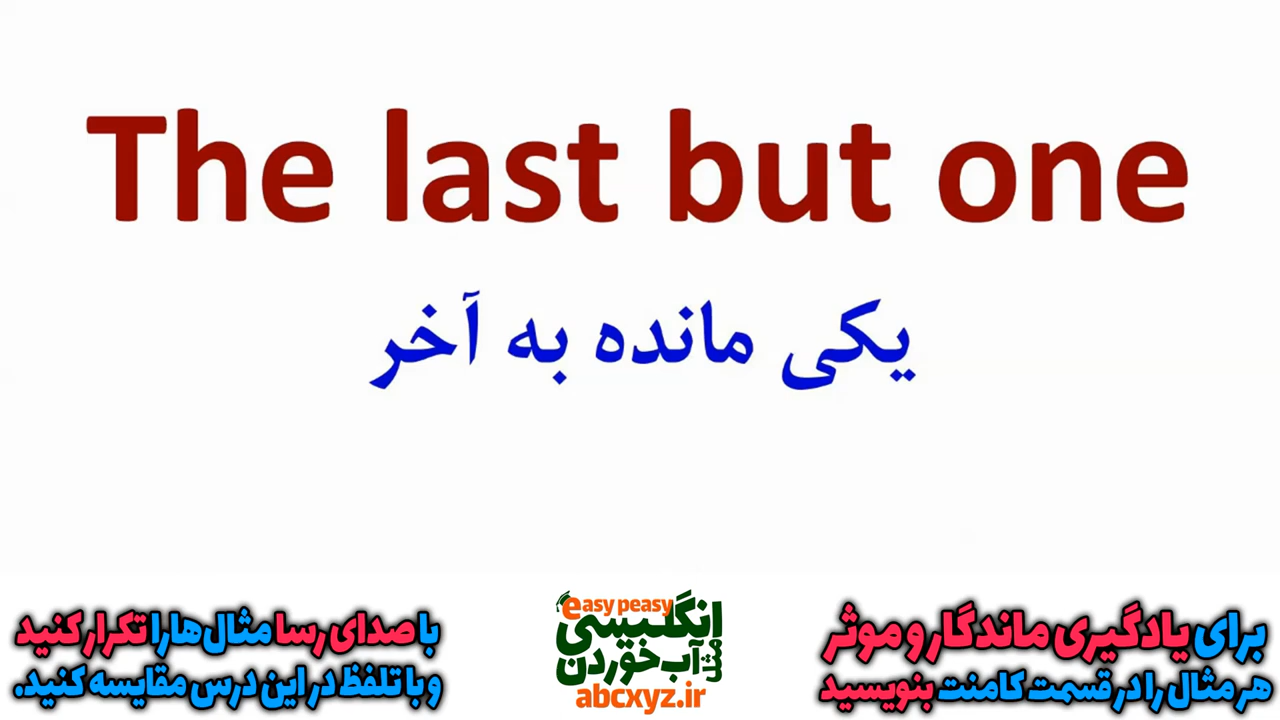 The last but one
یکی مانده به آخر
برای یادگیری ماندگار و موثر
هر مثال را در قسمت کامنت بنویسید
easy peasy
انگلیسی
مثل آب خوردن
abcxyz.ir
با صدای رسا مثال‌ها را تکرار کنید
و با تلفظ در این درس مقایسه کنید.